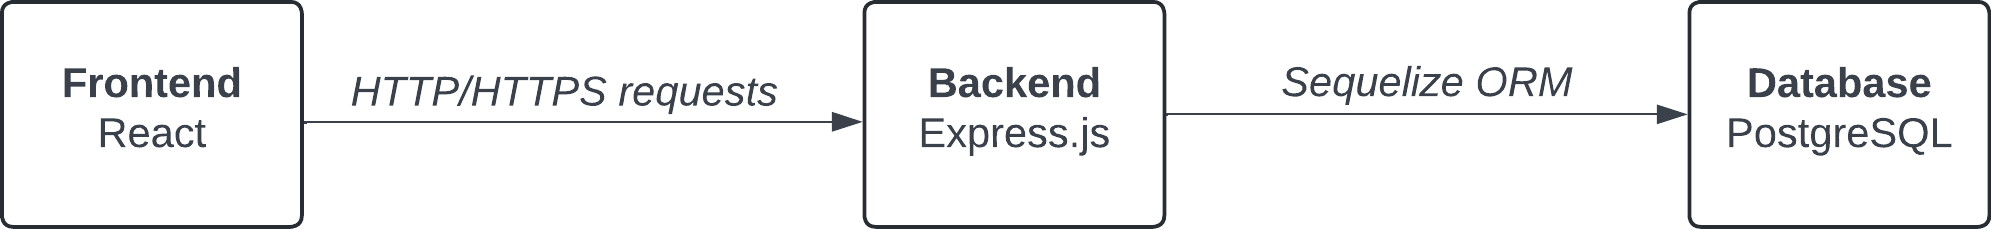 Frontend
React
HTTP/HTTPS requests
Backend
Express.js
Sequelize ORM
Database
PostgreSQL